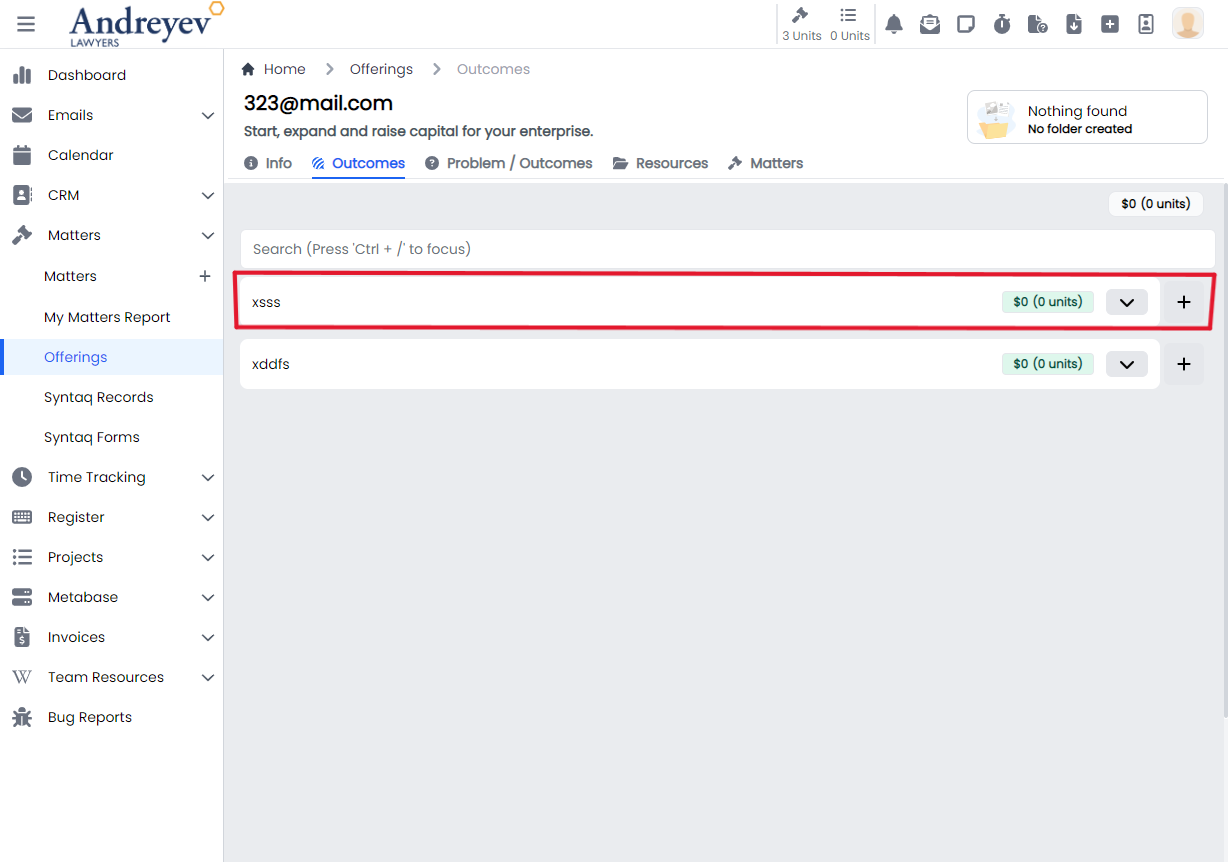 Andreyev
LAWYERS
3 Units
0 Units
Dashboard
Emails
Calendar
CRM
Matters
Matters
My Matters Report
Offerings
Syntaq Records
Syntaq Forms
Time Tracking
Register
Projects
Metabase
Invoices
Team Resources
Bug Reports
Home
Offerings
Outcomes
323@mail.com
Start, expand and raise capital for your enterprise.
Nothing found
No folder created
Info
Outcomes
Problem / Outcomes
Resources
Matters
$0 (0 units)
Search (Press 'Ctrl + /' to focus)
xsss
$0 (0 units)
xddfs
$0 (0 units)